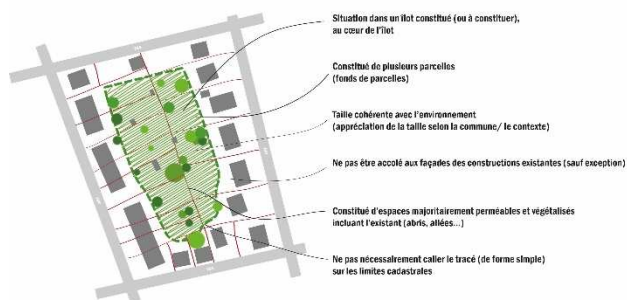 Situation dans un îlot constitué (ou à constituer),
au cœur de l'îlot
Constitué de plusieurs parcelles
(fonds de parcelles)
Taille cohérente avec l'environnement
(appréciation de la taille selon la commune/ le contexte)
Ne pas être accolé aux façades des constructions existantes (sauf exception)
Constitué d'espaces majoritairement perméables et végétalisés
incluant l'existant (abris, allées...)
Ne pas nécessairement caller le tracé (de forme simple)
sur les limites cadastrales